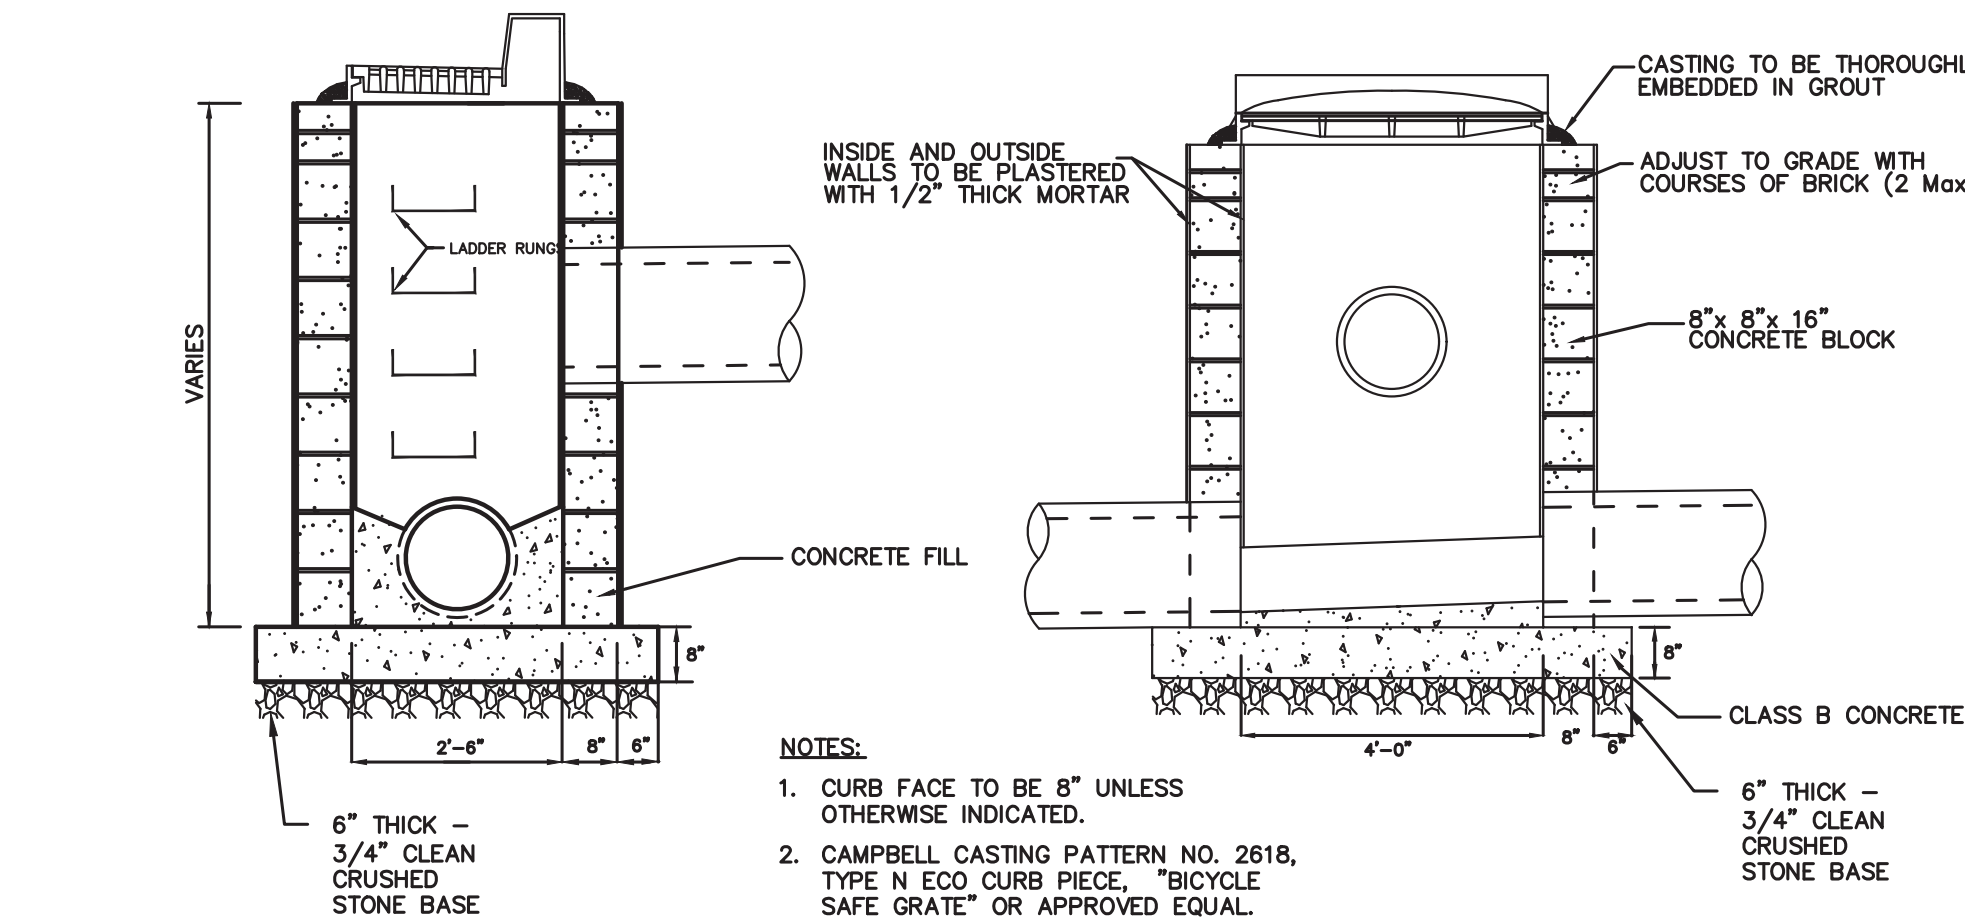 CASTING TO BE THOROUGHL
EMBEDDED IN GROUT
INSIDE AND OUTSIDE
WALLS TO BE PLASTERED
WITH 1/2" THICK MORTAR
ADJUST TO GRADE WITH
COURSES OF BRICK (2 Max
LADDER RUNGS
VARIES
8"x 8"x 16"
CONCRETE BLOCK
CONCRETE FILL
8"
8"
2'-6"
8"
6"
4'-0"
8"
6"
CLASS B CONCRETE
6" THICK –
3/4" CLEAN
CRUSHED
STONE BASE
NOTES:
1. CURB FACE TO BE 8" UNLESS
OTHERWISE INDICATED.
2. CAMPBELL CASTING PATTERN NO. 2618,
TYPE N ECO CURB PIECE, "BICYCLE
SAFE GRATE" OR APPROVED EQUAL.
6" THICK –
3/4" CLEAN
CRUSHED
STONE BASE